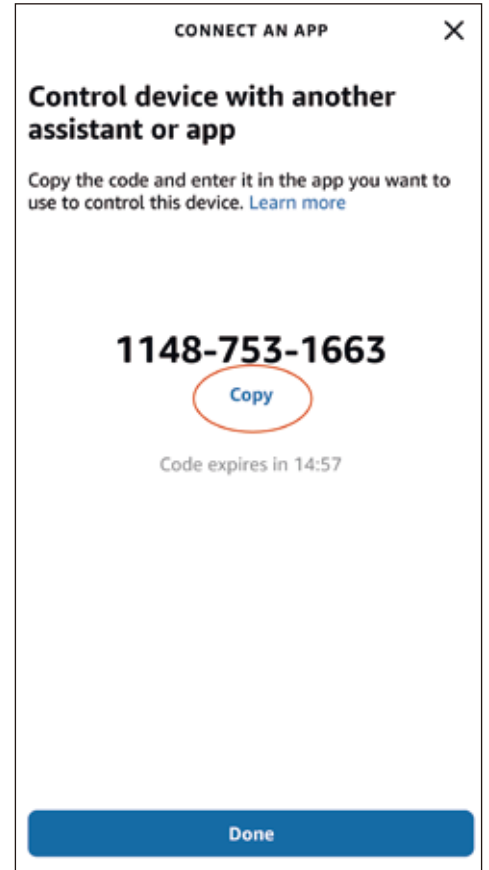 CONNECT AN APP
Control device with another
assistant or app
Copy the code and enter it in the app you want to
use to control this device. Learn more
1148-753-1663
Copy
Code expires in 14:57
Done